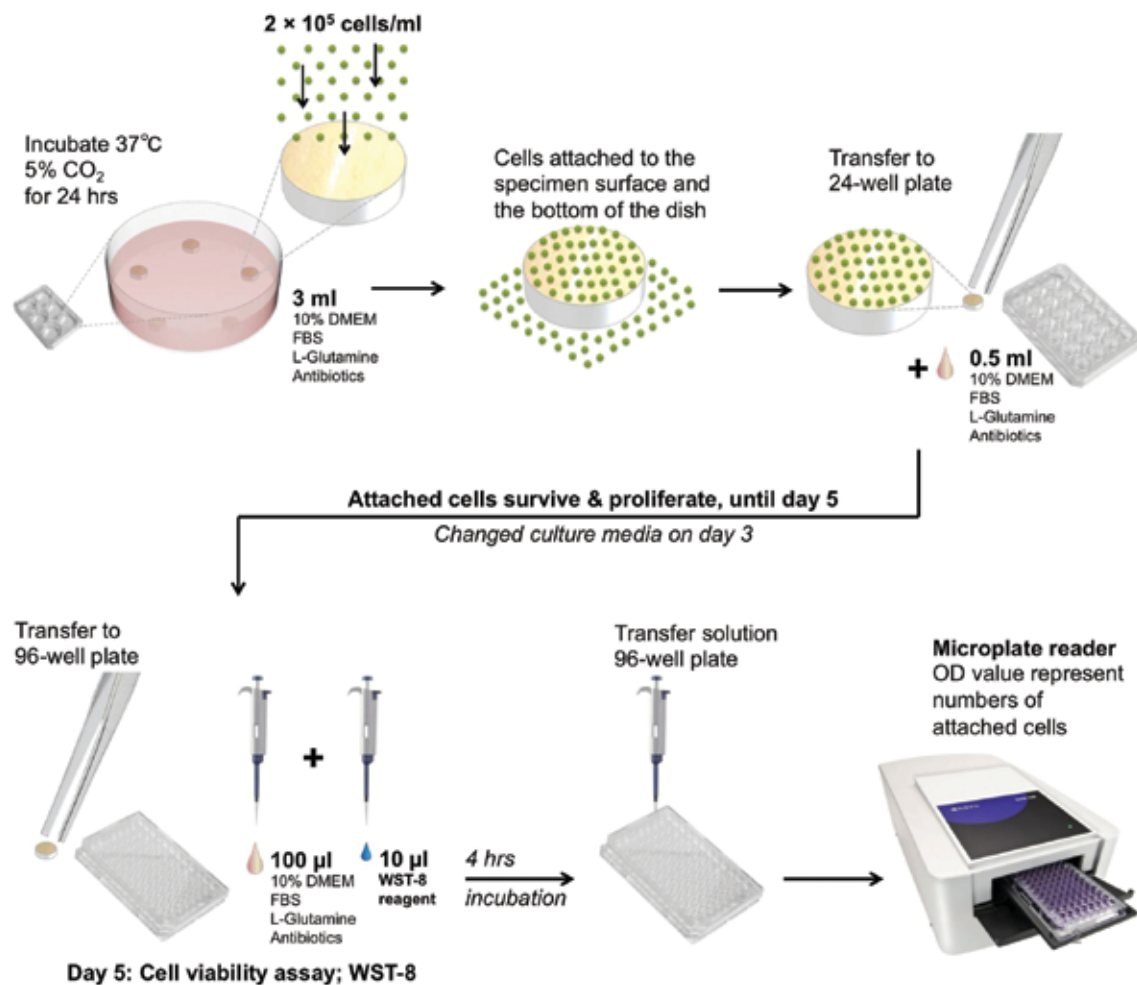 2 × 10⁵ cells/ml
Incubate 37°C
5% CO₂
for 24 hrs
3 ml
10% DMEM
FBS
L-Glutamine
Antibiotics
Cells attached to the
specimen surface and
the bottom of the dish
Transfer to
24-well plate
+
0.5 ml
10% DMEM
FBS
L-Glutamine
Antibiotics
Attached cells survive & proliferate, until day 5
Changed culture media on day 3
Transfer to
96-well plate
+
100 µl
10% DMEM
FBS
L-Glutamine
Antibiotics
10 µl
WST-8
reagent
4 hrs
incubation
Transfer solution
96-well plate
Microplate reader
OD value represent
numbers of
attached cells
Day 5: Cell viability assay; WST-8